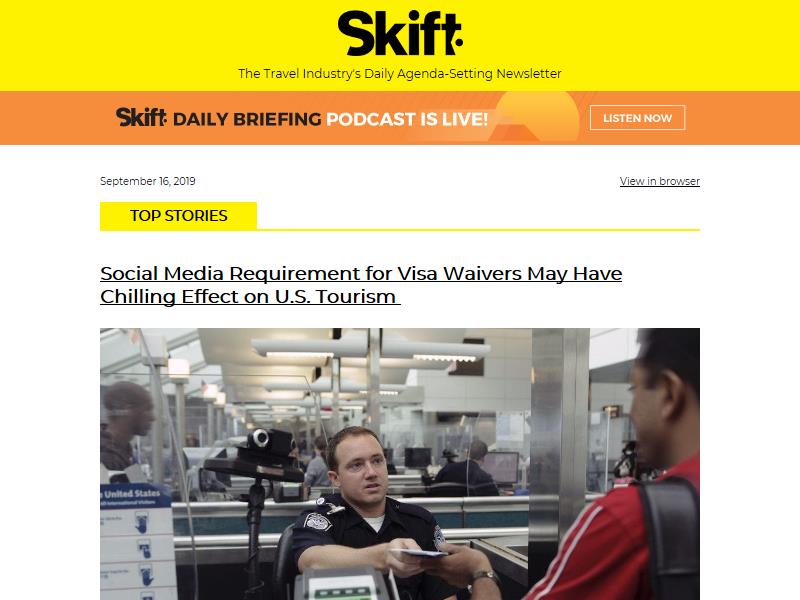 Skift
The Travel Industry's Daily Agenda-Setting Newsletter
Skift DAILY BRIEFING PODCAST IS LIVE!
LISTEN NOW
September 16, 2019
View in browser
TOP STORIES
Social Media Requirement for Visa Waivers May Have
Chilling Effect on U.S. Tourism
United States